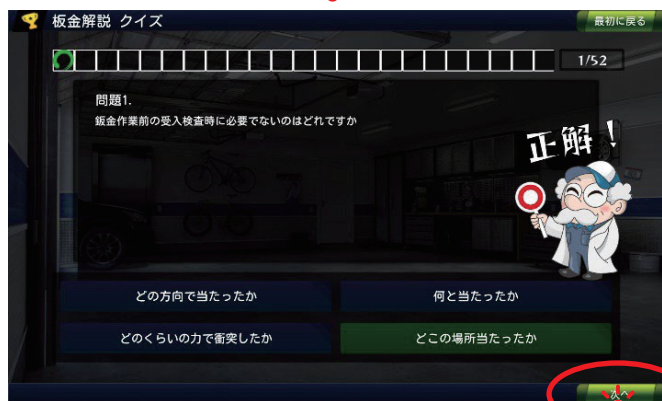 板金解説 クイズ
最初に戻る
1/52
問題1.
鈑金作業前の受入検査時に必要でないのはどれですか
正解！
どの方向で当たったか
何と当たったか
どのくらいの力で衝突したか
どこの場所当たったか
次へ